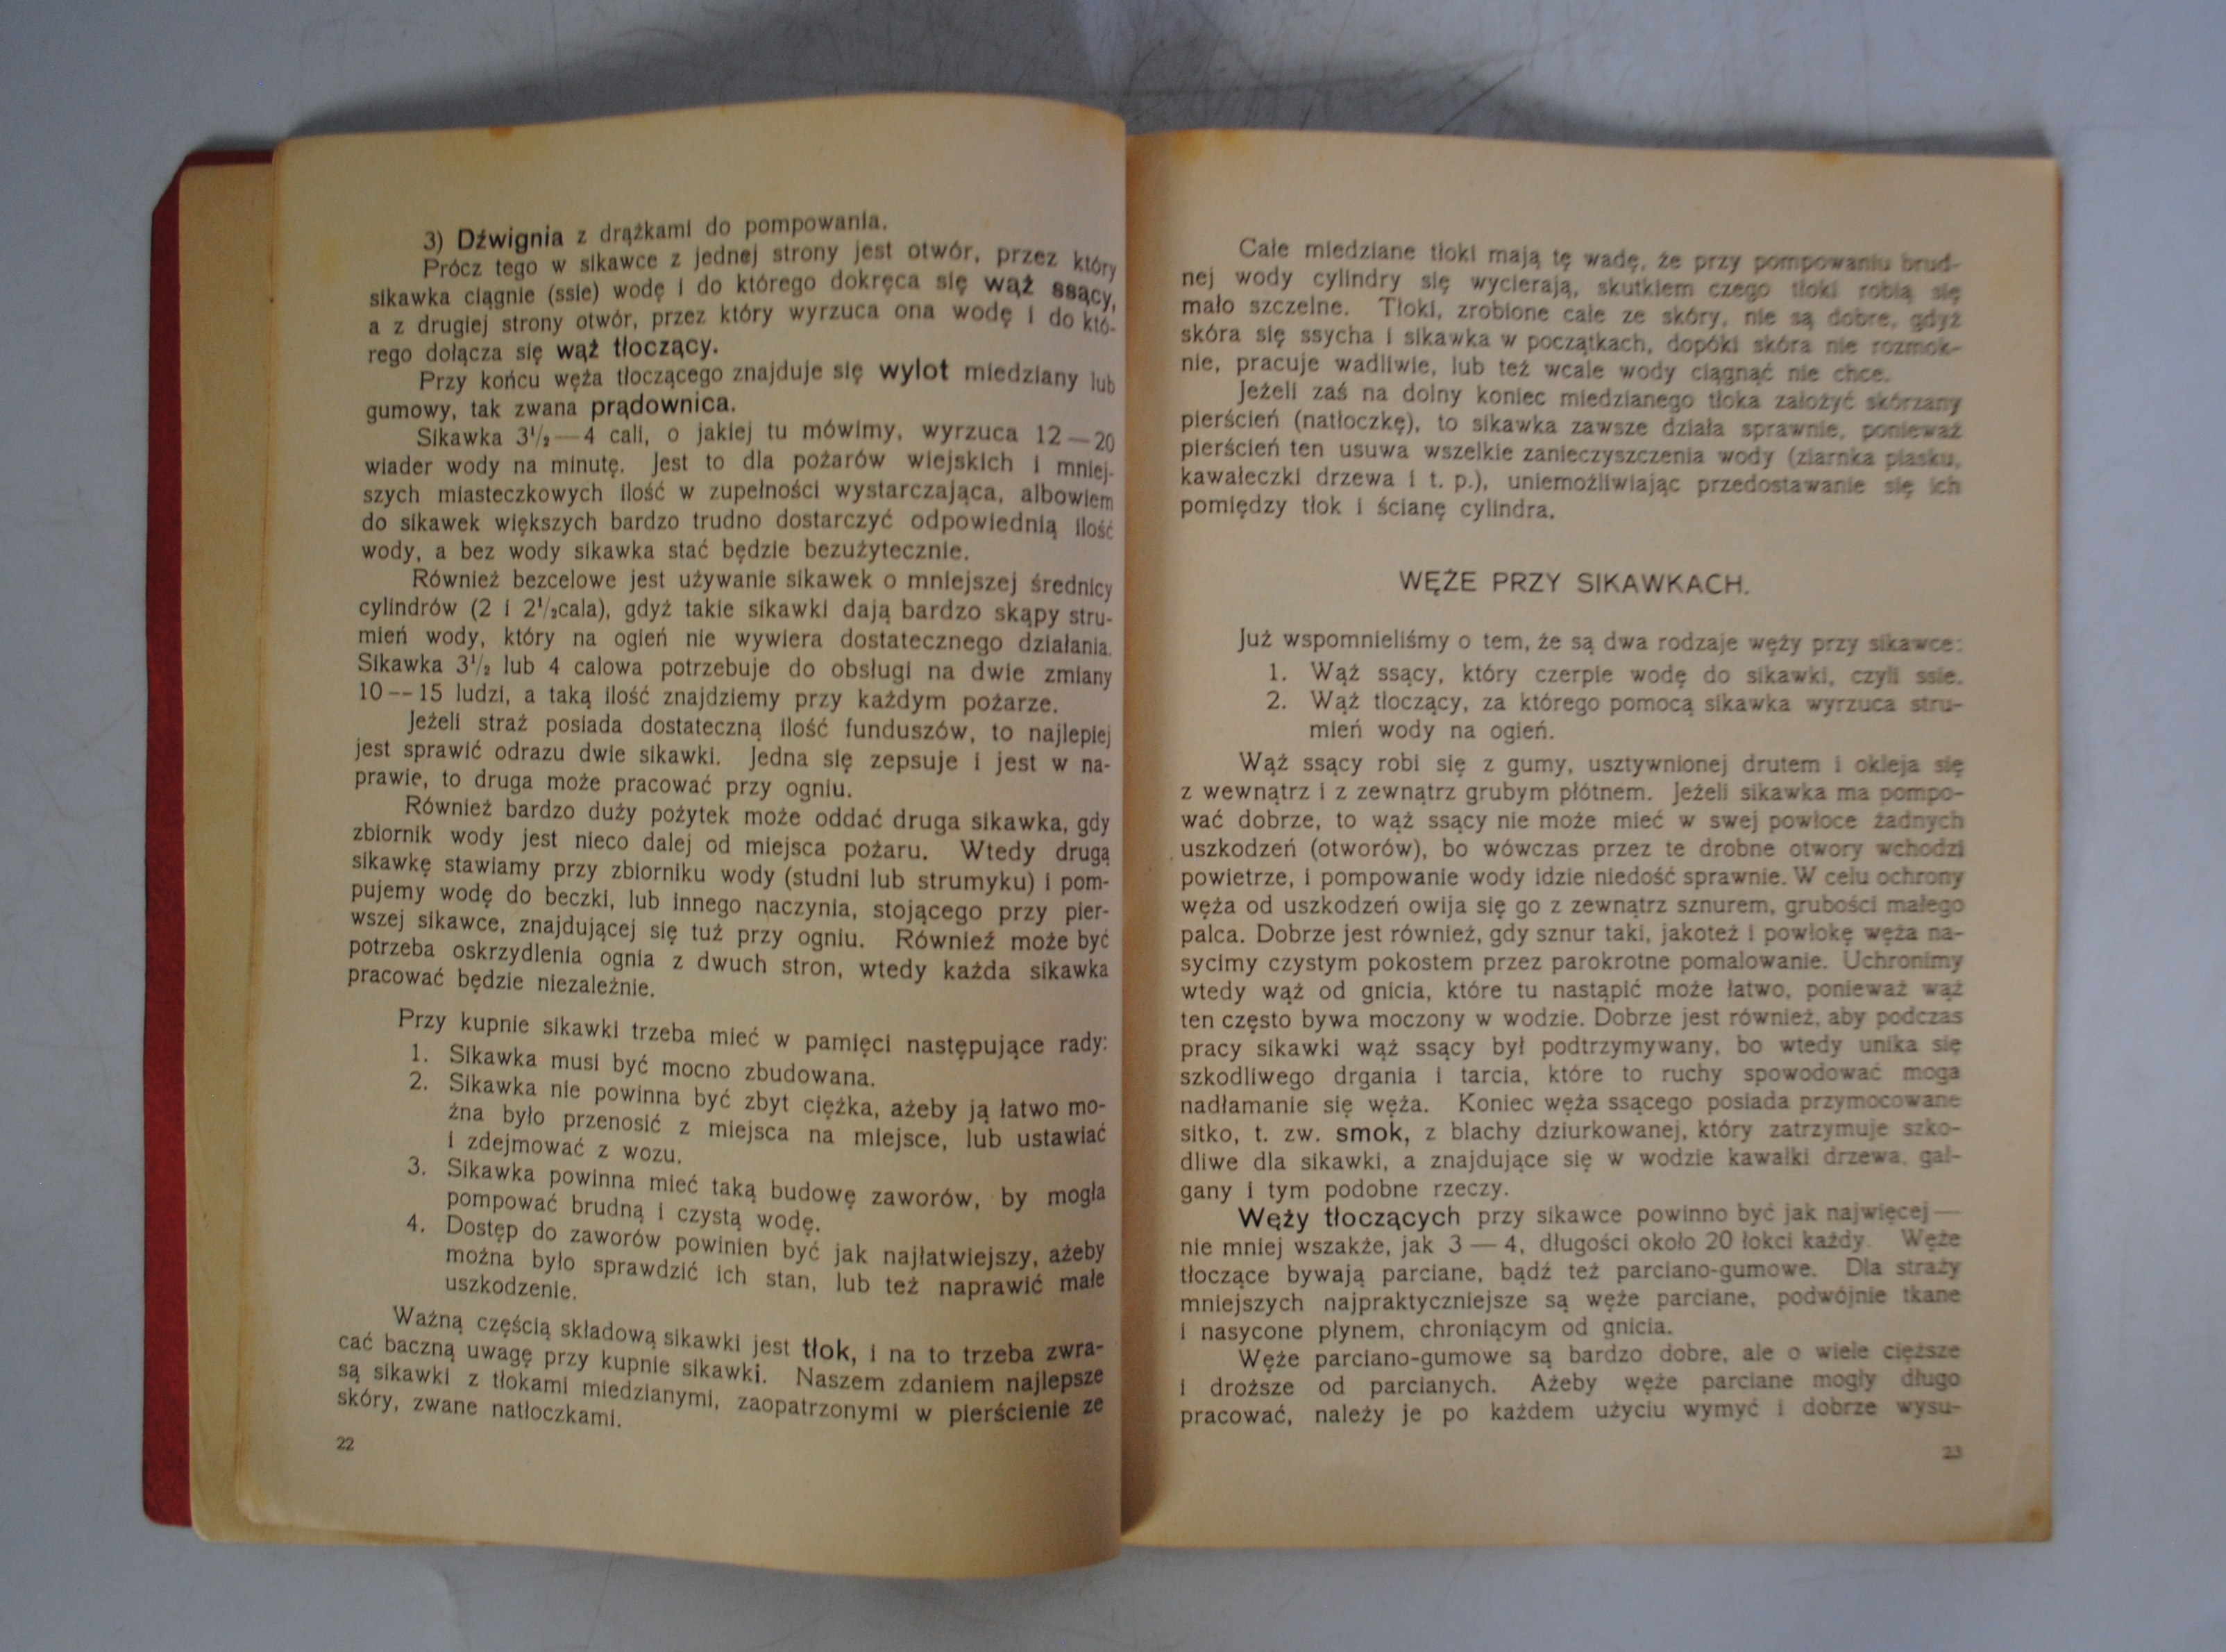 3) Dźwignia z drążkami do pompowania.
Prócz tego w sikawce z jednej strony jest otwór, przez który
sikawka ciągnie (ssie) wodę i do którego dokręca się wąż ssący,
a z drugiej strony otwór, przez który wyrzuca ona wodę i do któ-
rego dołącza się wąż tłoczący.
Przy końcu węża tłoczącego znajduje się wylot miedziany lub
gumowy, tak zwana prądownica.
Sikawka 3¹/₂ — 4 cali, o jakiej tu mówimy, wyrzuca 12 — 20
wiader wody na minutę. Jest to dla pożarów wiejskich i mniej-
szych miasteczkowych ilość w zupełności wystarczająca, albowiem
do sikawek większych bardzo trudno dostarczyć odpowiednią ilość
wody, a bez wody sikawka stać będzie bezużytecznie.
Również bezcelowe jest używanie sikawek o mniejszej średnicy
cylindrów (2 i 2¹/₂cala), gdyż takie sikawki dają bardzo skąpy stru-
mień wody, który na ogień nie wywiera dostatecznego działania.
Sikawka 3¹/₂ lub 4 calowa potrzebuje do obsługi na dwie zmiany
10 — 15 ludzi, a taką ilość znajdziemy przy każdym pożarze.
Jeżeli straż posiada dostateczną ilość funduszów, to najlepiej
jest sprawić odrazu dwie sikawki. Jedna się zepsuje i jest w na-
prawie, to druga może pracować przy ogniu.
Również bardzo duży pożytek może oddać druga sikawka, gdy
zbiornik wody jest nieco dalej od miejsca pożaru. Wtedy drugą
sikawkę stawiamy przy zbiorniku wody (studni lub strumyku) i pom-
pujemy wodę do beczki, lub innego naczynia, stojącego przy pier-
wszej sikawce, znajdującej się tuż przy ogniu. Również może być
potrzeba oskrzydlenia ognia z dwuch stron, wtedy każda sikawka
pracować będzie niezależnie.
Przy kupnie sikawki trzeba mieć w pamięci następujące rady:
1. Sikawka musi być mocno zbudowana.
2. Sikawka nie powinna być zbyt ciężka, ażeby ją łatwo mo-
żna było przenosić z miejsca na miejsce, lub ustawiać
i zdejmować z wozu.
3. Sikawka powinna mieć taką budowę zaworów, by mogła
pompować brudną i czystą wodę.
4. Dostęp do zaworów powinien być jak najłatwiejszy, ażeby
można było sprawdzić ich stan, lub też naprawić małe
uszkodzenie.
Ważną częścią składową sikawki jest tłok, i na to trzeba zwra-
cać baczną uwagę przy kupnie sikawki. Naszem zdaniem najlepsze
są sikawki z tłokami miedzianymi, zaopatrzonymi w pierścienie ze
skóry, zwane natłoczkami.
22
Całe miedziane tłoki mają tę wadę, że przy pompowaniu brud-
nej wody cylindry się wycierają, skutkiem czego tłoki robią się
mało szczelne. Tłoki, zrobione całe ze skóry, nie są dobre, gdyż
skóra się ssycha i sikawka w początkach, dopóki skóra nie rozmok-
nie, pracuje wadliwie, lub też wcale wody ciągnąć nie chce.
Jeżeli zaś na dolny koniec miedzianego tłoka założyć skórzany
pierścień (natłoczkę), to sikawka zawsze działa sprawnie, ponieważ
pierścień ten usuwa wszelkie zanieczyszczenia wody (ziarnka piasku,
kawałeczki drzewa i t. p.), uniemożliwiając przedostawanie się ich
pomiędzy tłok i ścianę cylindra.
WĘŻE PRZY SIKAWKACH.
Już wspomnieliśmy o tem, że są dwa rodzaje węży przy sikawce:
1. Wąż ssący, który czerpie wodę do sikawki, czyli ssie.
2. Wąż tłoczący, za którego pomocą sikawka wyrzuca stru-
mień wody na ogień.
Wąż ssący robi się z gumy, usztywnionej drutem i okleja się
z wewnątrz i z zewnątrz grubym płótnem. Jeżeli sikawka ma pompo-
wać dobrze, to wąż ssący nie może mieć w swej powłoce żadnych
uszkodzeń (otworów), bo wówczas przez te drobne otwory wchodzi
powietrze, i pompowanie wody idzie niedość sprawnie. W celu ochrony
węża od uszkodzeń owija się go z zewnątrz sznurem, grubości małego
palca. Dobrze jest również, gdy sznur taki, jakoteż i powłokę węża na-
sycimy czystym pokostem przez parokrotne pomalowanie. Uchronimy
wtedy wąż od gnicia, które tu nastąpić może łatwo, ponieważ wąż
ten często bywa moczony w wodzie. Dobrze jest również, aby podczas
pracy sikawki wąż ssący był podtrzymywany, bo wtedy unika się
szkodliwego drgania i tarcia, które to ruchy spowodować mogą
nadłamanie się węża. Koniec węża ssącego posiada przymocowane
sitko, t. zw. smok, z blachy dziurkowanej, który zatrzymuje szko-
dliwe dla sikawki, a znajdujące się w wodzie kawałki drzewa, gał-
gany i tym podobne rzeczy.
Węży tłoczących przy sikawce powinno być jak najwięcej —
nie mniej wszakże, jak 3 — 4, długości około 20 łokci każdy. Węże
tłoczące bywają parciane, bądź też parciano-gumowe. Dla straży
mniejszych najpraktyczniejsze są węże parciane, podwójnie tkane
i nasycone płynem, chroniącym od gnicia.
Węże parciano-gumowe są bardzo dobre, ale o wiele cięższe
i droższe od parcianych. Ażeby węże parciane mogły długo
pracować, należy je po każdem użyciu wymyć i dobrze wysu-
23